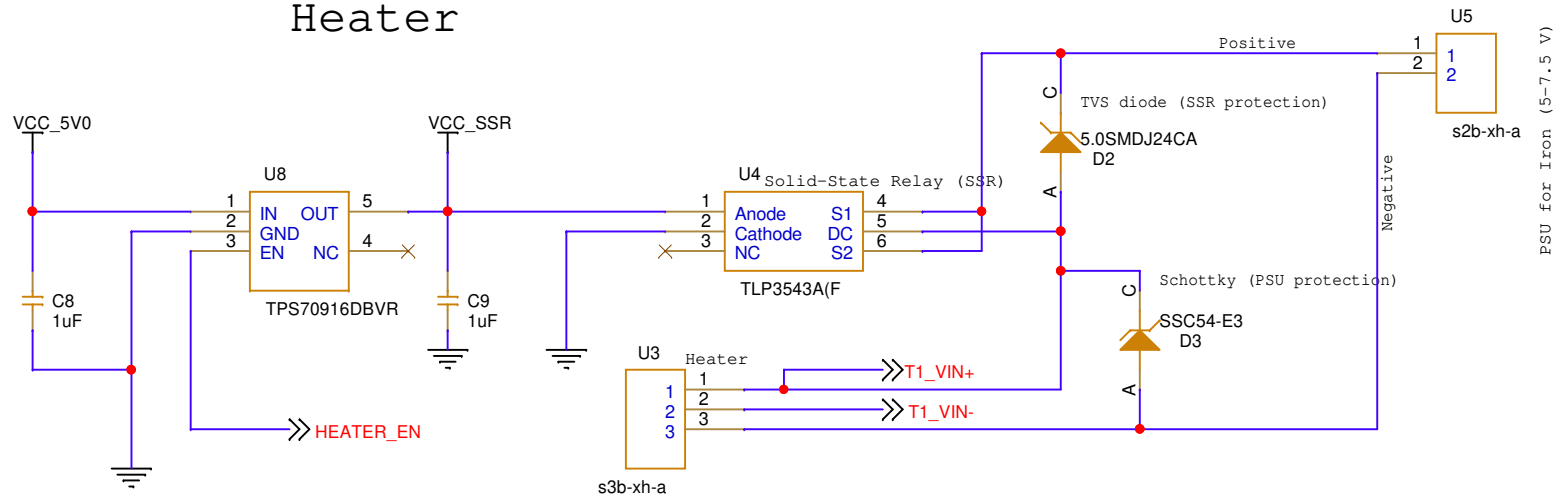 Heater
U5
Positive
1
1
2
2
s2b-xh-a
PSU for Iron (5-7.5 V)
Negative
C
TVS diode (SSR protection)
5.0SMDJ24CA
D2
A
VCC_5V0
VCC_SSR
U8
1
IN
OUT
5
2
GND
3
EN
NC
4
TPS70916DBVR
C8
1uF
C9
1uF
HEATER_EN
U4
Solid-State Relay (SSR)
1
Anode
S1
4
2
Cathode
DC
5
3
NC
S2
6
TLP3543A(F
C
Schottky (PSU protection)
SSC54-E3
D3
A
U3
Heater
1
1
2
2
3
3
s3b-xh-a
T1_VIN+
T1_VIN-